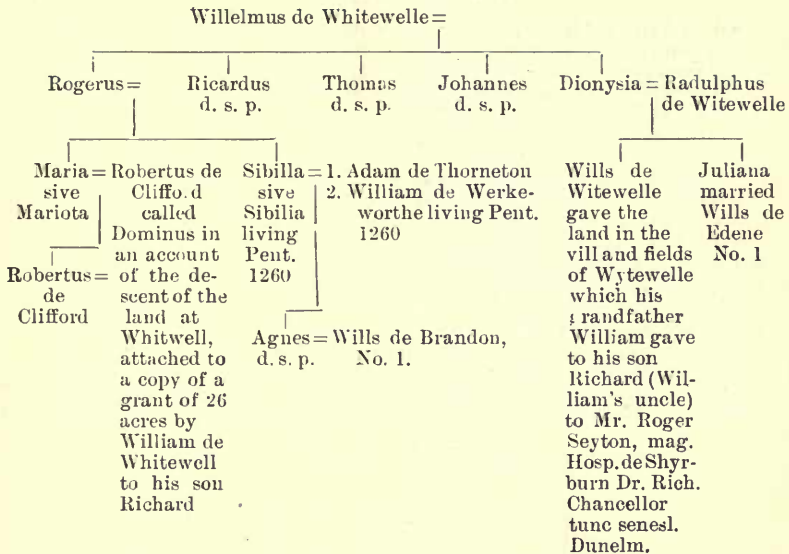 Willelmus de Whitewelle=
Rogerus=
Ricardus
d. s. p.
Thomas
d. s. p.
Johannes
d. s. p.
Dionysia = Radulphus
de Witewelle
Maria =
sive
Mariota
Robertus de
Cliffo.d
called
Dominus in
an account
of the de-
scent of the
land at
Whitwell,
attached to
a copy of a
grant of 26
acres by
William de
Whitewell
to his son
Richard
Sibilla =
sive
Sibilia
living
Pent.
1260
1. Adam de Thorneton
2. William de Werke-
worthe living Pent.
1260
Wills de
Witewelle
gave the
land in the
vill and fields
of Wytewelle
which his
randfather
William gave
to his son
Richard (Wil-
liam's uncle)
to Mr. Roger
Seyton, mag.
Hosp. de Shyr-
burn Dr. Rich.
Chancellor
tunc senesl.
Dunelm.
Juliana
married
Wills de
Edene
No. 1
Robertus=
de
Clifford
Agnes = Wills de Brandon,
d. s. p. No. 1.